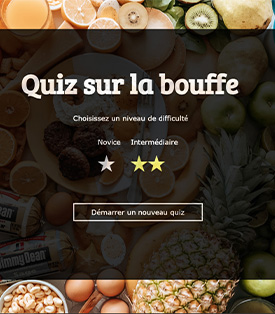 Quiz sur la bouffe
Choisissez un niveau de difficulté
Novice Intermédiaire
Démarrer un nouveau quiz